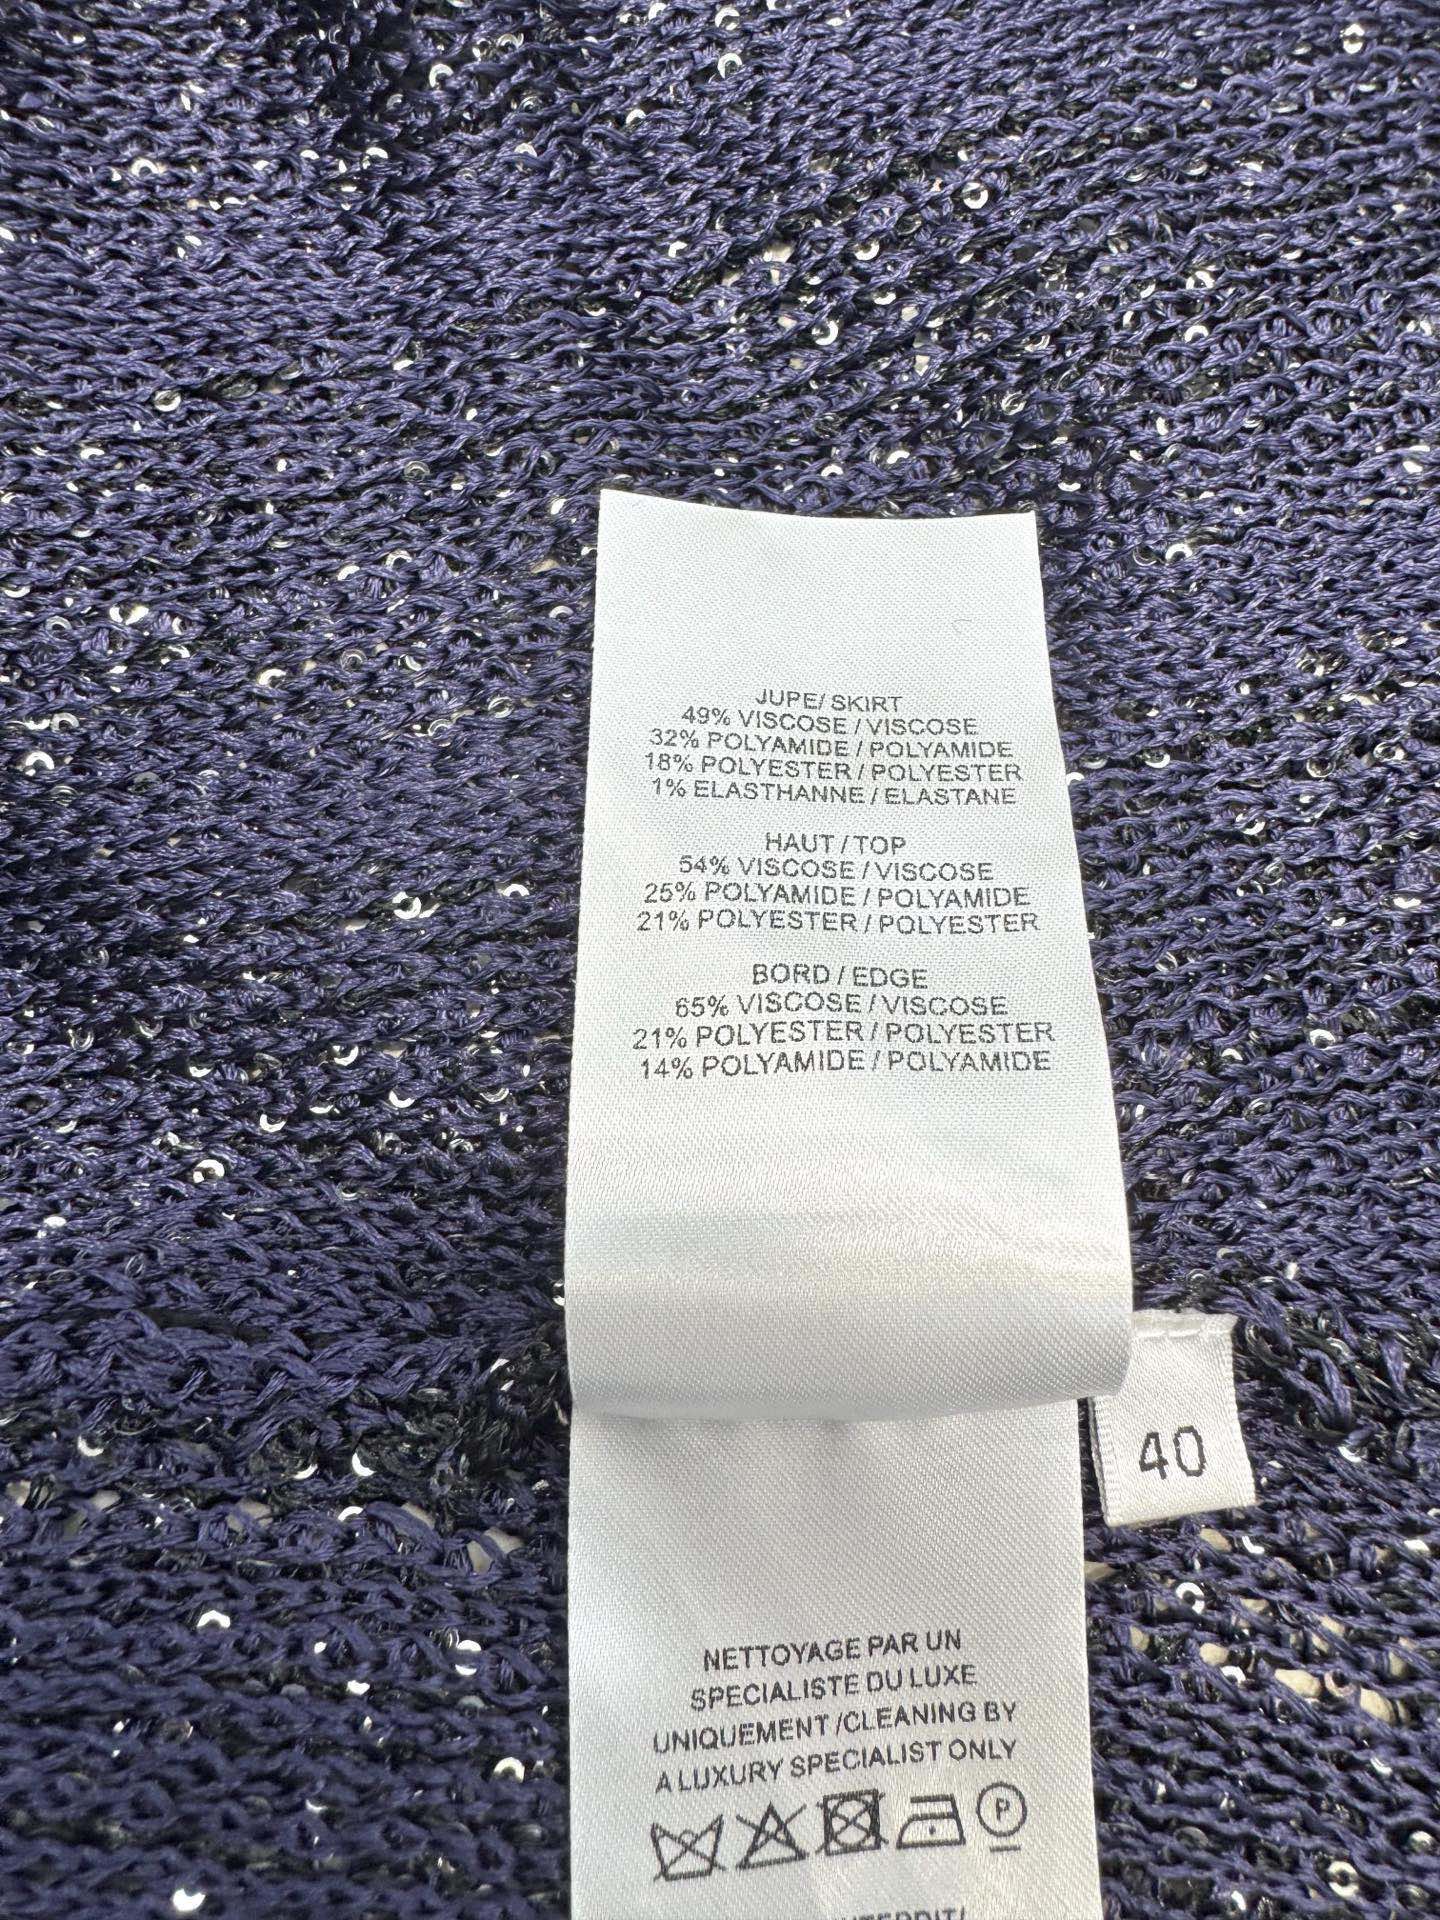 JUPE/ SKIRT
49% VISCOSE / VISCOSE
32% POLYAMIDE / POLYAMIDE
18% POLYESTER / POLYESTER
1% ELASTHANNE / ELASTANE
HAUT / TOP
54% VISCOSE / VISCOSE
25% POLYAMIDE / POLYAMIDE
21% POLYESTER / POLYESTER
BORD / EDGE
65% VISCOSE / VISCOSE
21% POLYESTER / POLYESTER
14% POLYAMIDE / POLYAMIDE
40
NETTOYAGE PAR UN
SPECIALISTE DU LUXE
UNIQUEMENT /CLEANING BY
A LUXURY SPECIALIST ONLY
P